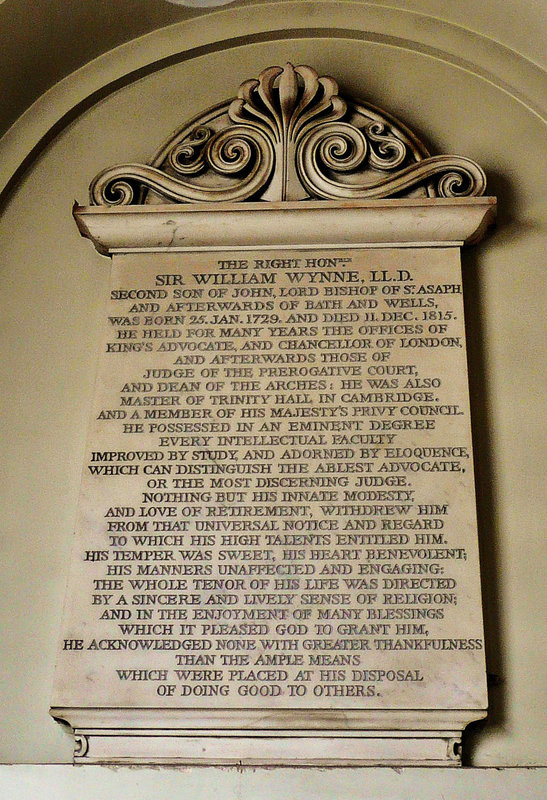 THE RIGHT HONBLE.
SIR WILLIAM WYNNE, LL.D.
SECOND SON OF JOHN, LORD BISHOP OF ST. ASAPH,
AND AFTERWARDS OF BATH AND WELLS,
WAS BORN 25. JAN. 1729. AND DIED 11. DEC. 1815.
HE HELD FOR MANY YEARS THE OFFICES OF
KING'S ADVOCATE, AND CHANCELLOR OF LONDON,
AND AFTERWARDS THOSE OF
JUDGE OF THE PREROGATIVE COURT,
AND DEAN OF THE ARCHES: HE WAS ALSO
MASTER OF TRINITY HALL IN CAMBRIDGE.
AND A MEMBER OF HIS MAJESTY'S PRIVY COUNCIL.
HE POSSESSED IN AN EMINENT DEGREE
EVERY INTELLECTUAL FACULTY
IMPROVED BY STUDY, AND ADORNED BY ELOQUENCE,
WHICH CAN DISTINGUISH THE ABLEST ADVOCATE,
OR THE MOST DISCERNING JUDGE.
NOTHING BUT HIS INNATE MODESTY,
AND LOVE OF RETIREMENT, WITHDREW HIM
FROM THAT UNIVERSAL NOTICE AND REGARD
TO WHICH HIS HIGH TALENTS ENTITLED HIM.
HIS TEMPER WAS SWEET, HIS HEART BENEVOLENT;
HIS MANNERS UNAFFECTED AND ENGAGING:
THE WHOLE TENOR OF HIS LIFE WAS DIRECTED
BY A SINCERE AND LIVELY SENSE OF RELIGION;
AND IN THE ENJOYMENT OF MANY BLESSINGS
WHICH IT PLEASED GOD TO GRANT HIM,
HE ACKNOWLEDGED NONE WITH GREATER THANKFULNESS
THAN THE AMPLE MEANS
WHICH WERE PLACED AT HIS DISPOSAL
OF DOING GOOD TO OTHERS.